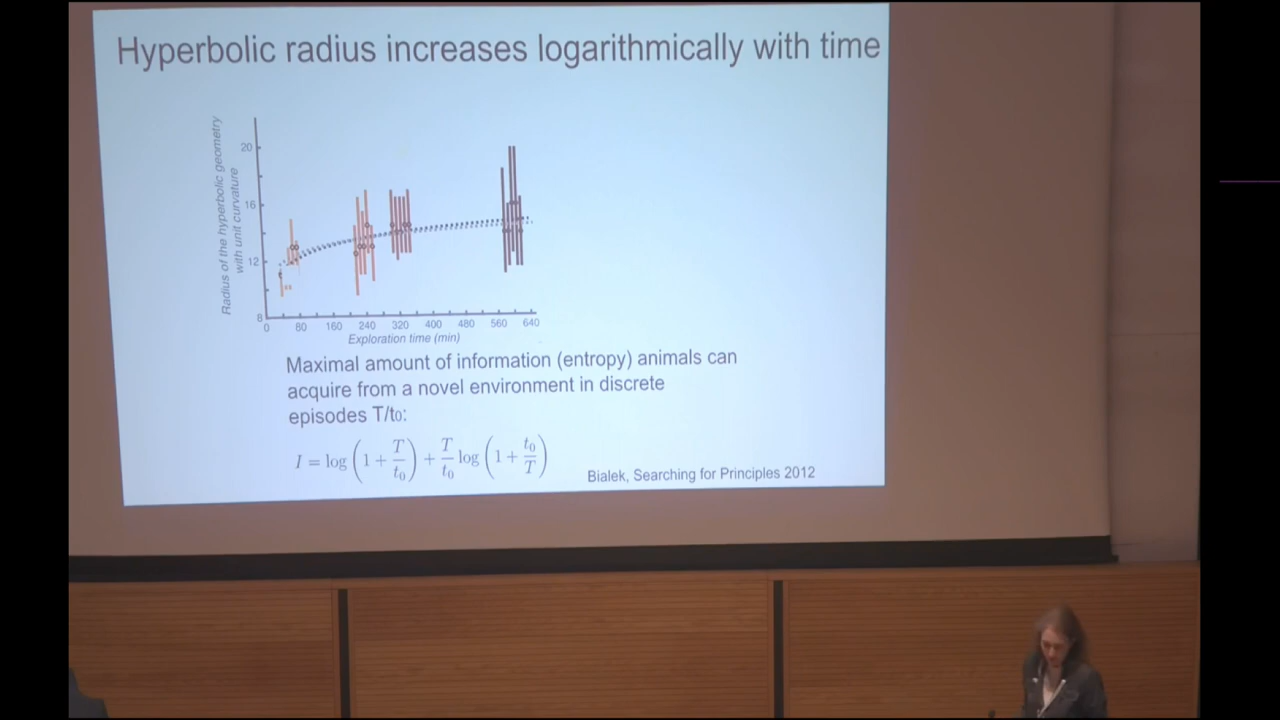 Hyperbolic radius increases logarithmically with time
Radius of the hyperbolic geometry
with unit curvature
20
16
12
8
0 80 160 240 320 400 480 560 640
Exploration time (min)
Maximal amount of information (entropy) animals can
acquire from a novel environment in discrete
episodes T/t0:
I = log (1 + T/t₀) + T/t₀ log (1 + t₀/T)
Bialek, Searching for Principles 2012